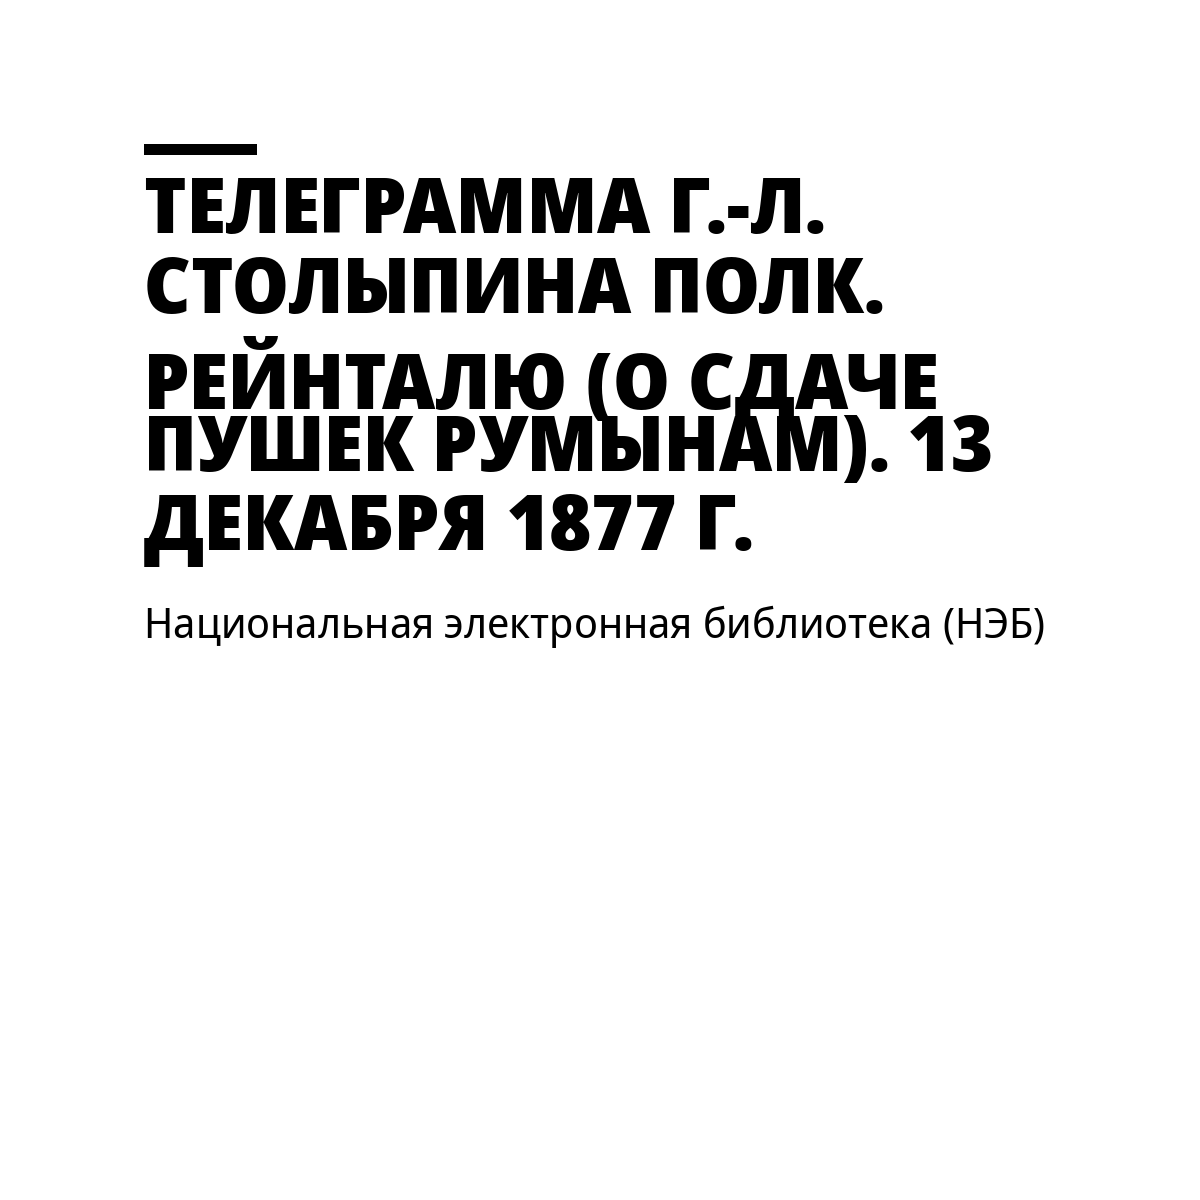 ТЕЛЕГРАММА Г.-Л.
СТОЛЫПИНА ПОЛК.
РЕЙНТАЛЮ (О СДАЧЕ
ПУШЕК РУМЫНАМ). 13
ДЕКАБРЯ 1877 Г.
Национальная электронная библиотека (НЭБ)